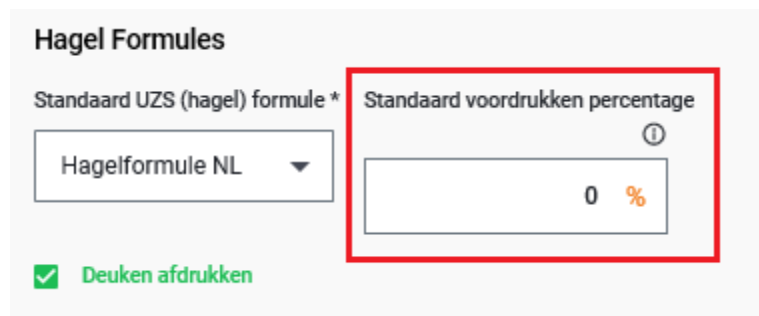 Hagel Formules
Standaard UZS (hagel) formule *
Standaard voordrukken percentage
Hagelformule NL
0 %
Deuken afdrukken